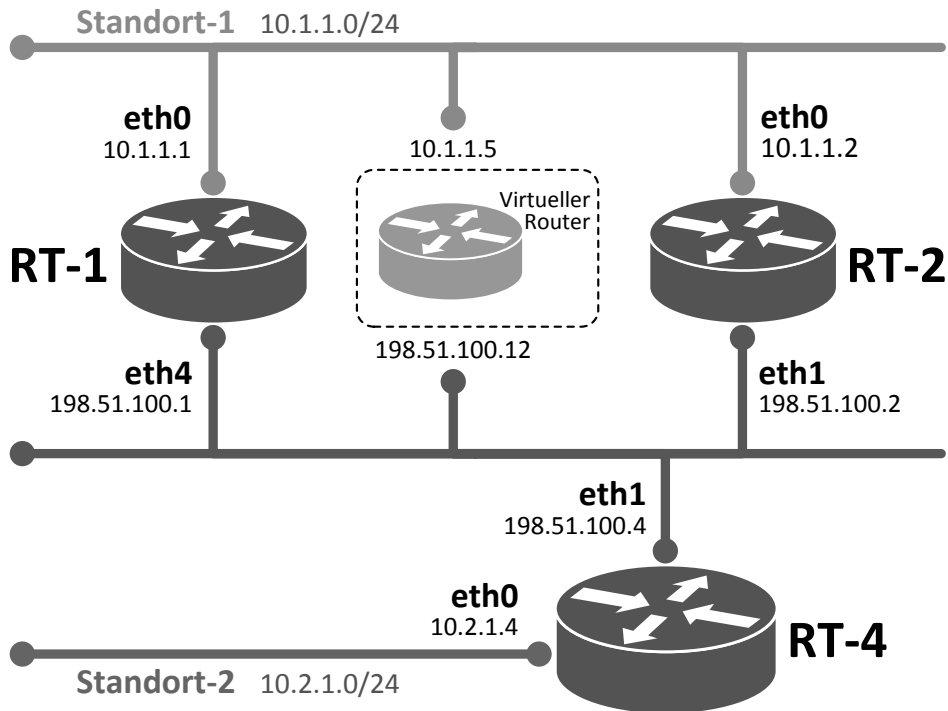 Standort-1 10.1.1.0/24
eth0
10.1.1.1
10.1.1.5
eth0
10.1.1.2
Virtueller
Router
RT-1
RT-2
198.51.100.12
eth4
198.51.100.1
eth1
198.51.100.2
eth1
198.51.100.4
eth0
10.2.1.4
RT-4
Standort-2 10.2.1.0/24